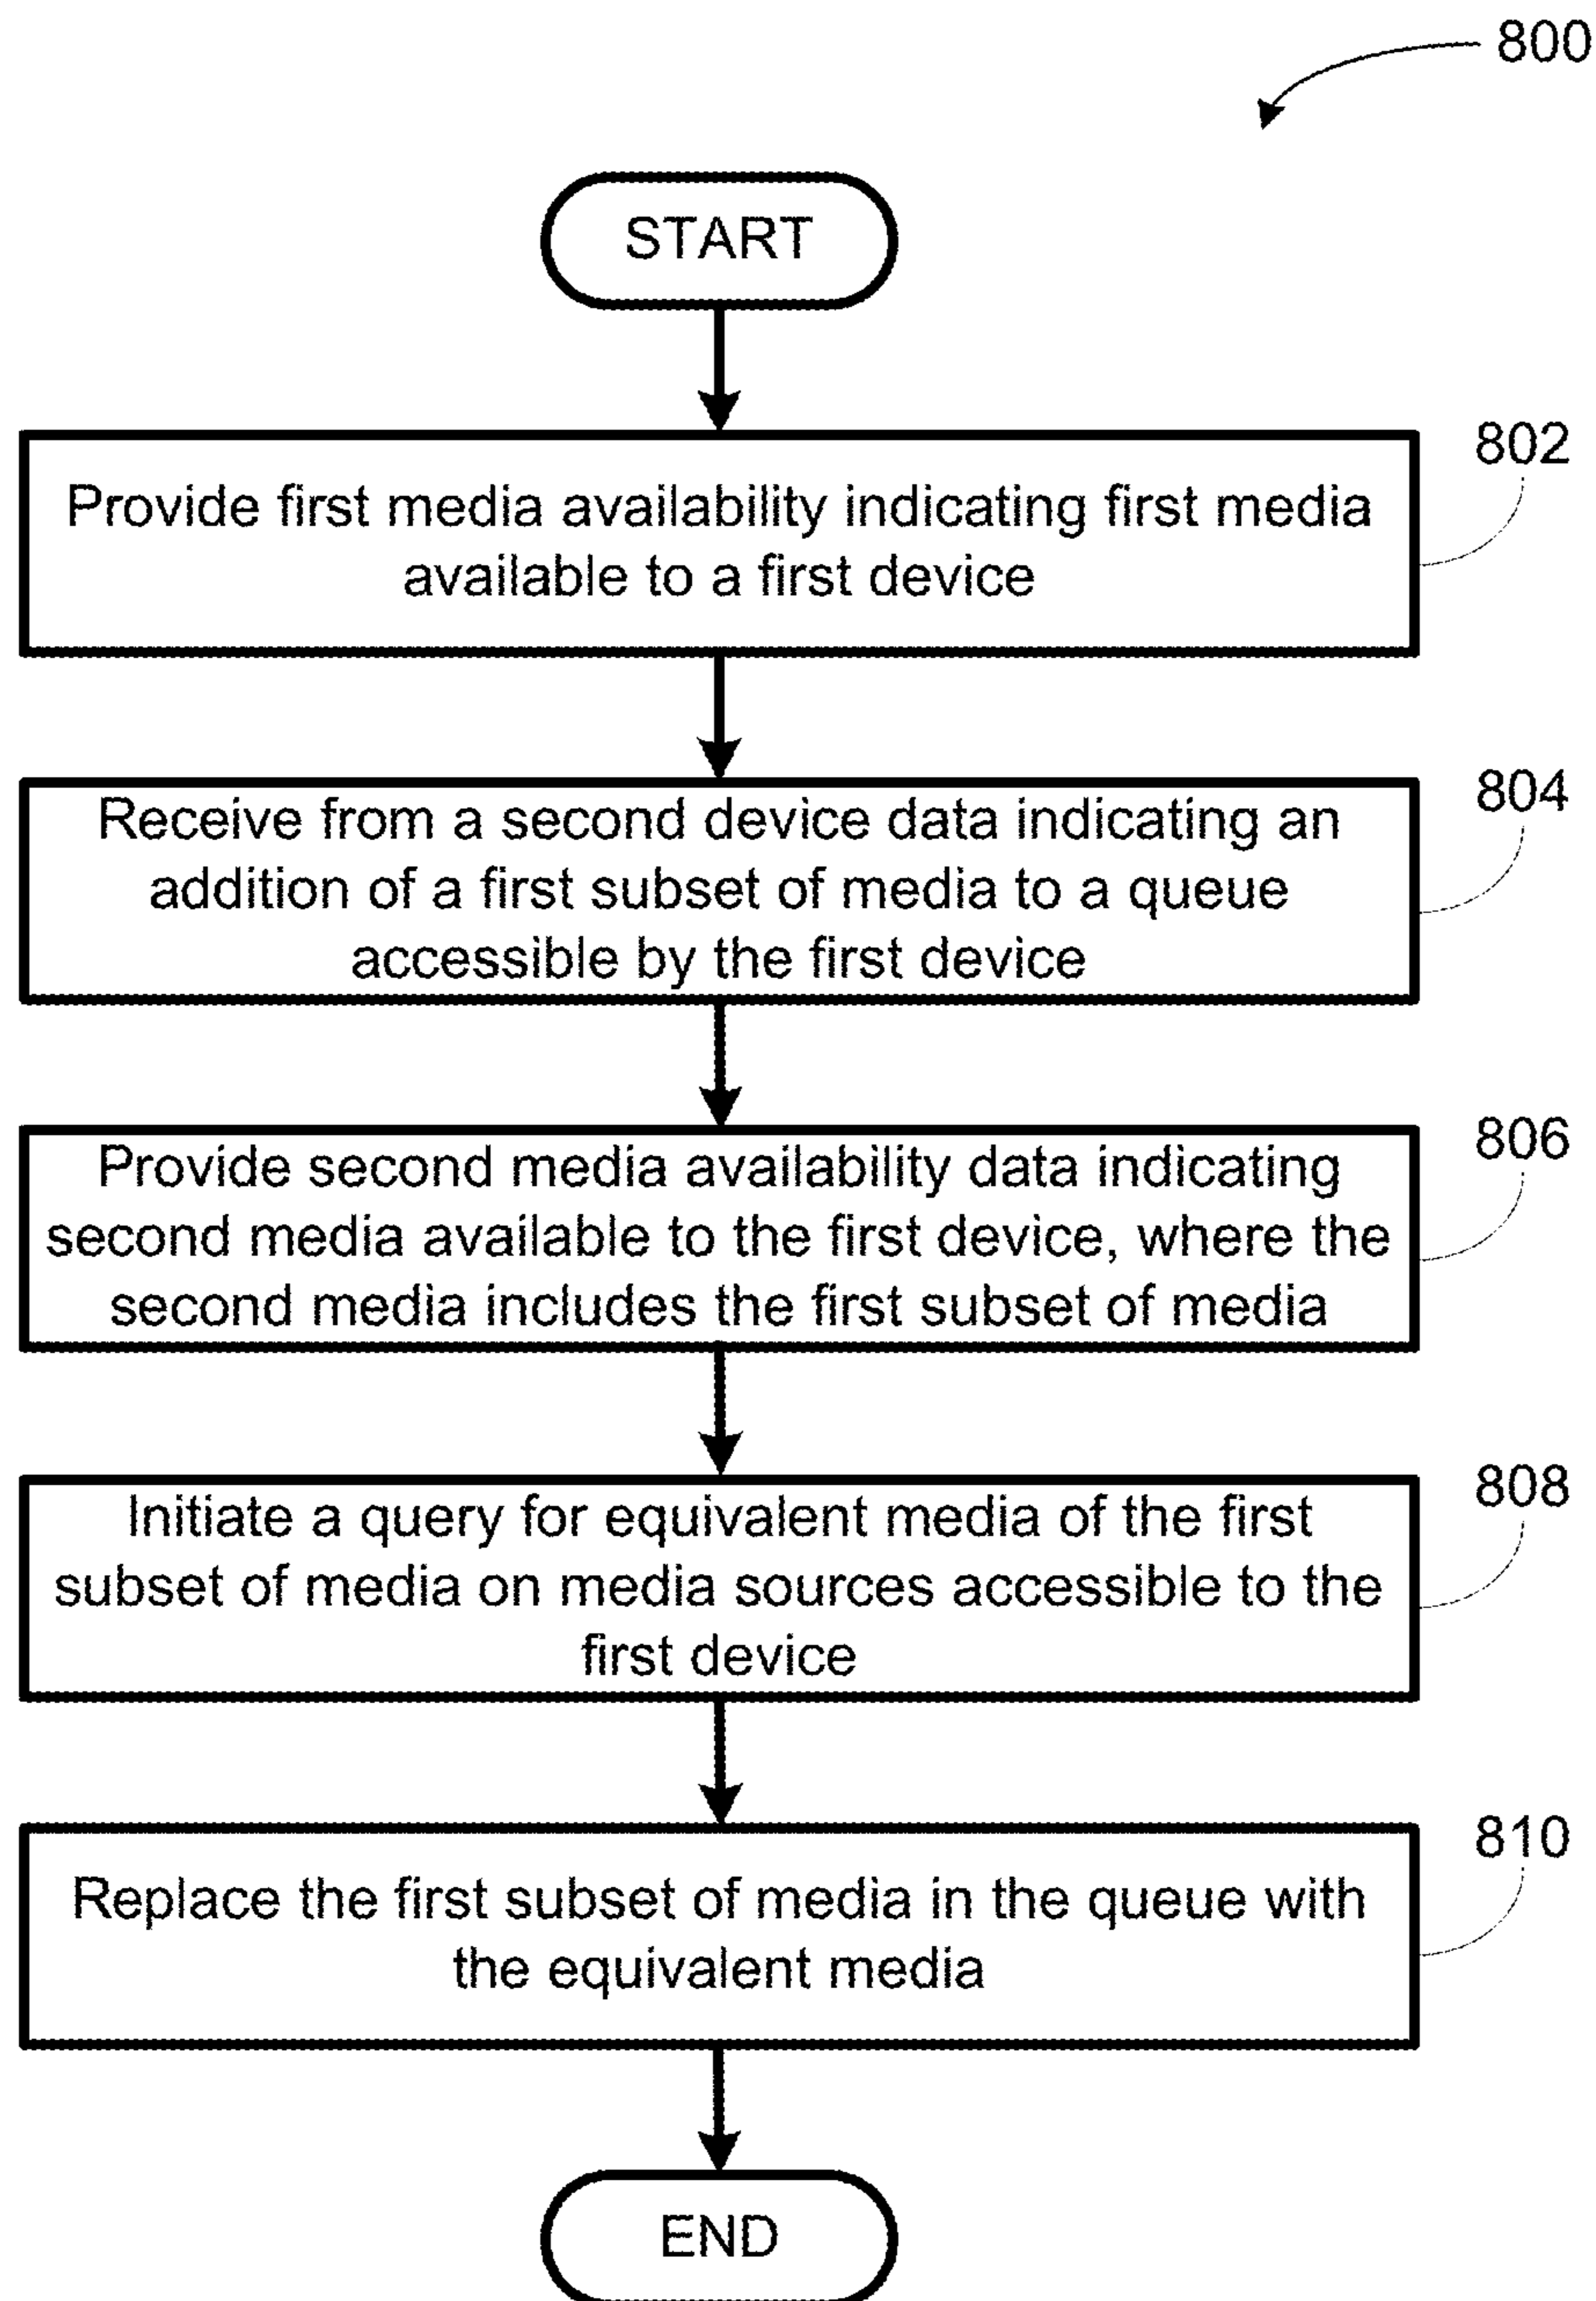 800
START
802
Provide first media availability indicating first media
available to a first device
804
Receive from a second device data indicating an
addition of a first subset of media to a queue
accessible by the first device
806
Provide second media availability data indicating
second media available to the first device, where the
second media includes the first subset of media
808
Initiate a query for equivalent media of the first
subset of media on media sources accessible to the
first device
810
Replace the first subset of media in the queue with
the equivalent media
END